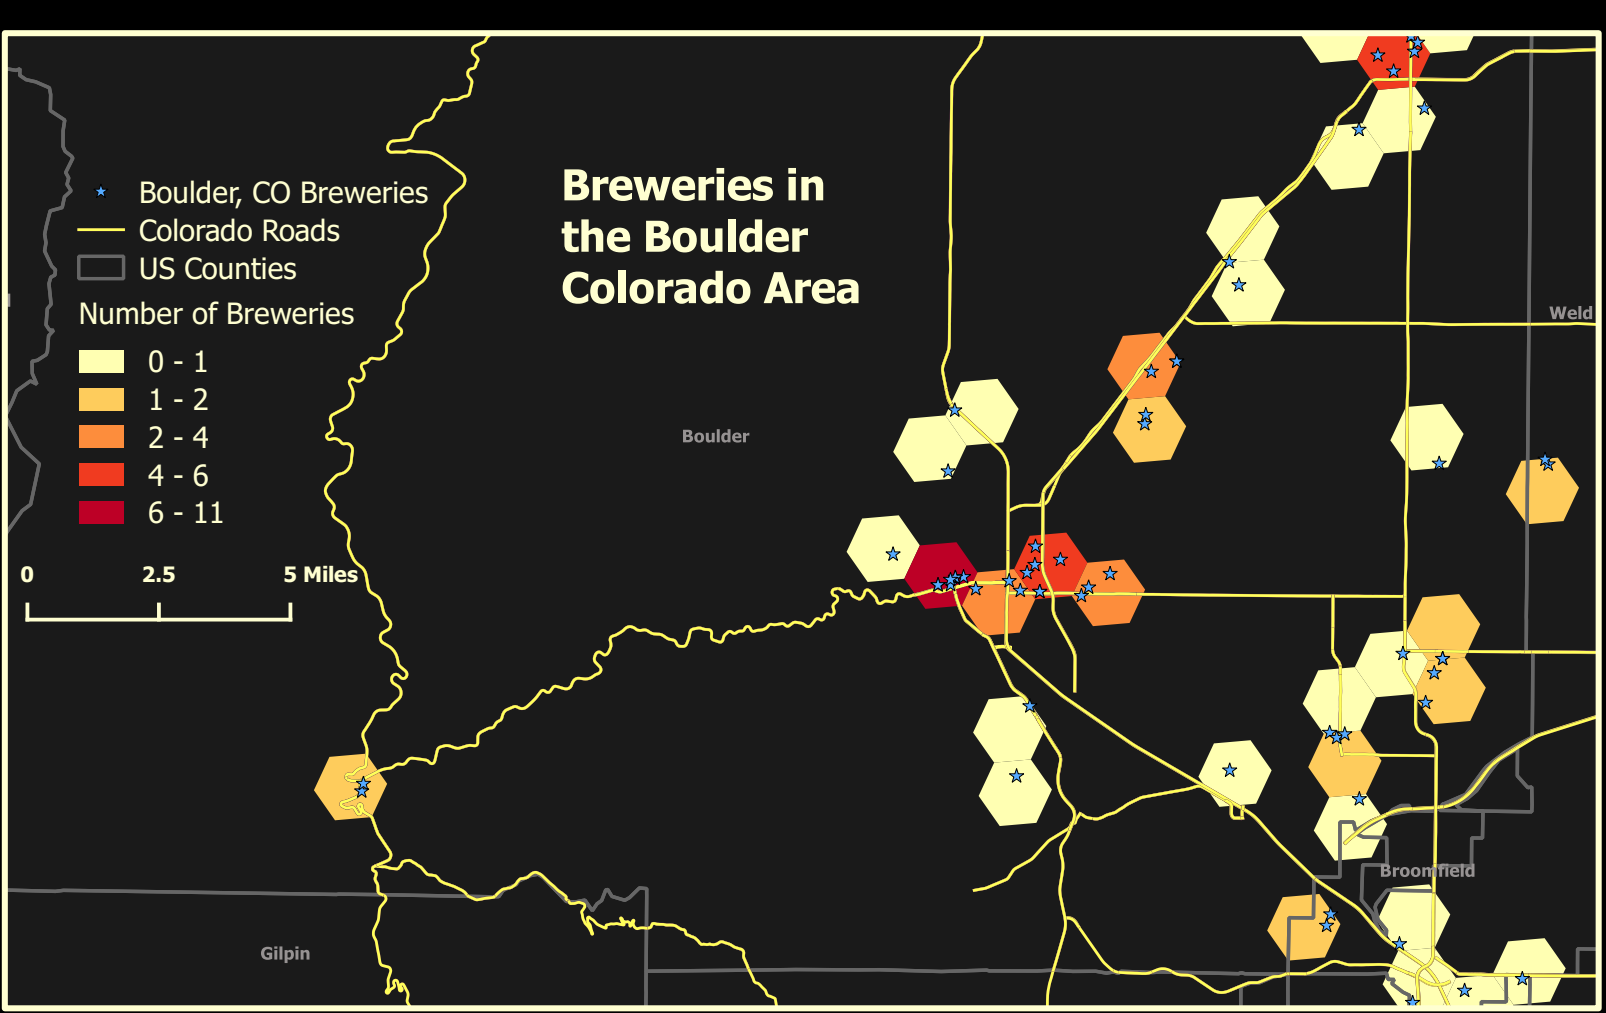 Breweries in
the Boulder
Colorado Area
Boulder, CO Breweries
Colorado Roads
US Counties
Number of Breweries
0 - 1
1 - 2
2 - 4
4 - 6
6 - 11
0 2.5 5 Miles
Weld
Boulder
Broomfield
Gilpin